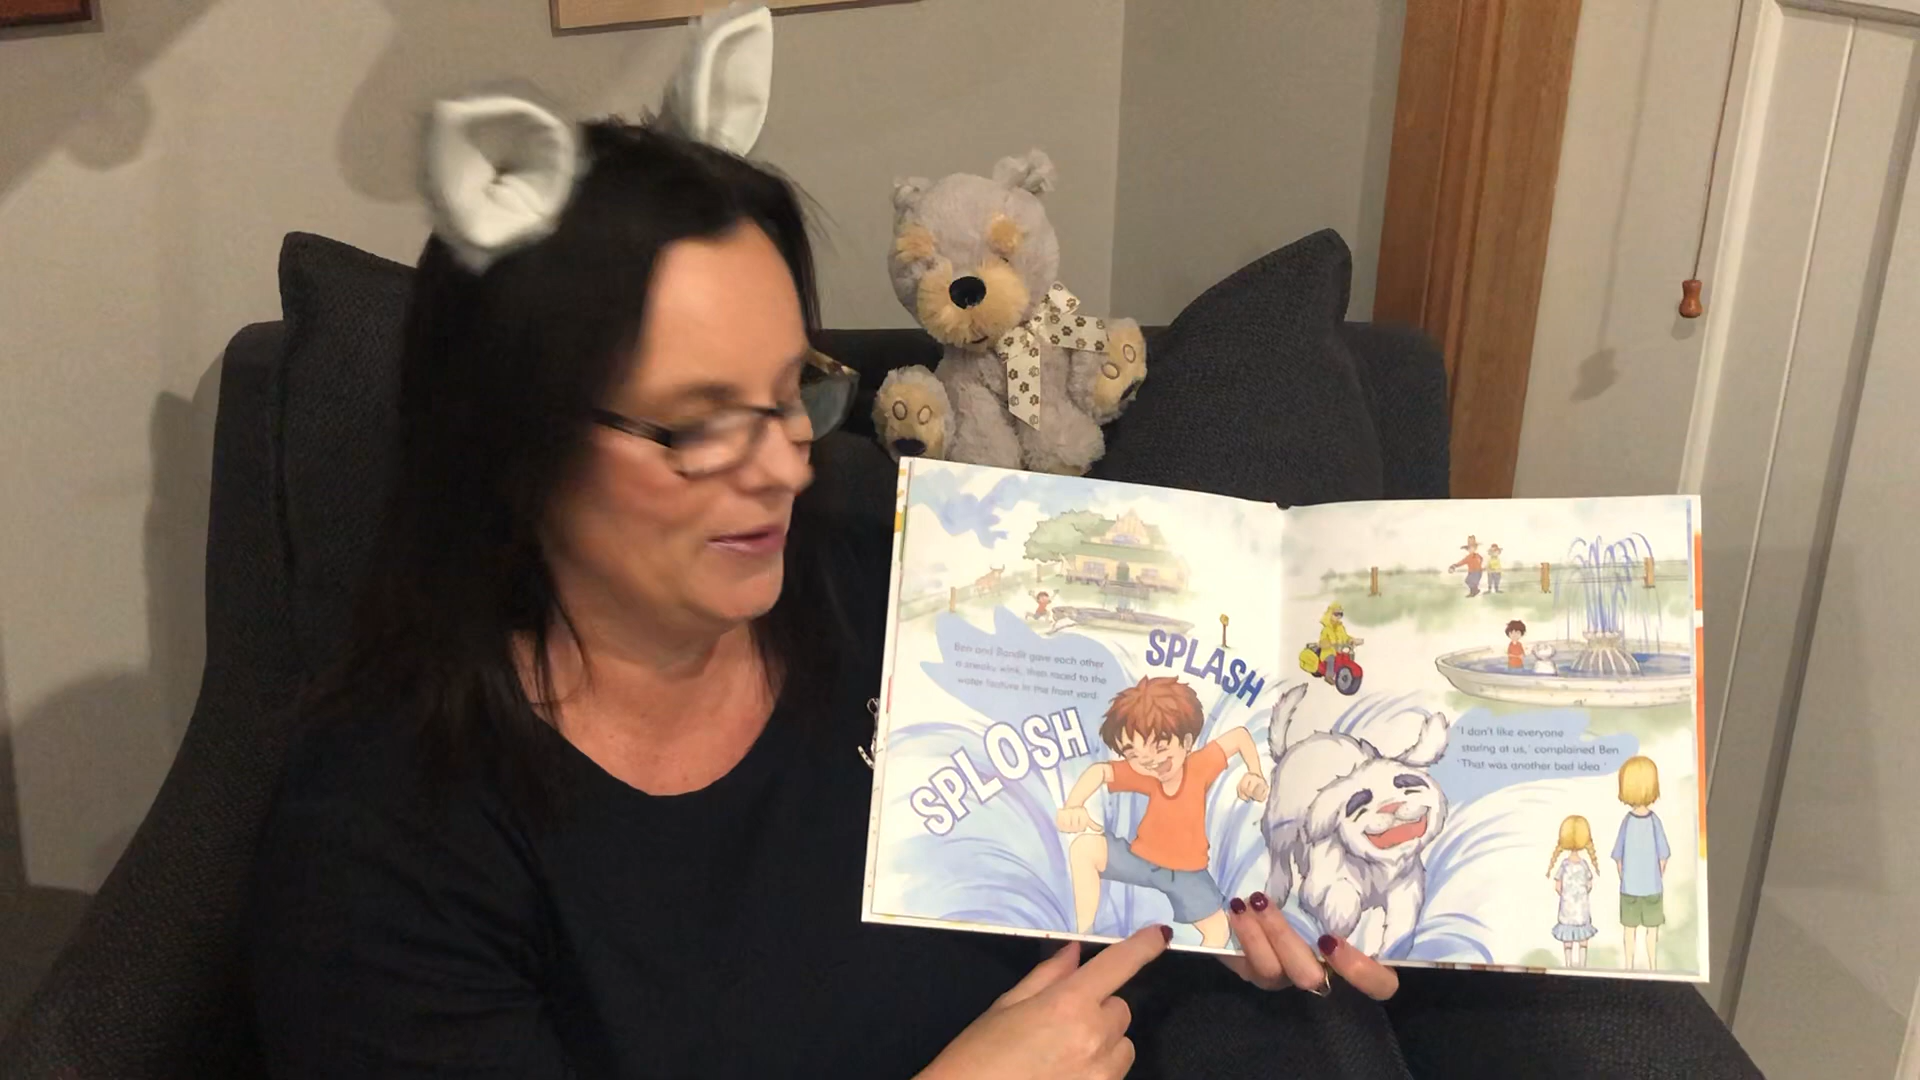 Ben and Bandit gave each other
a sneaky wink, then raced to the
water feature in the front yard.
SPLOSH
SPLASH
'I don't like everyone
staring at us,' complained Ben
'That was another bad idea.'